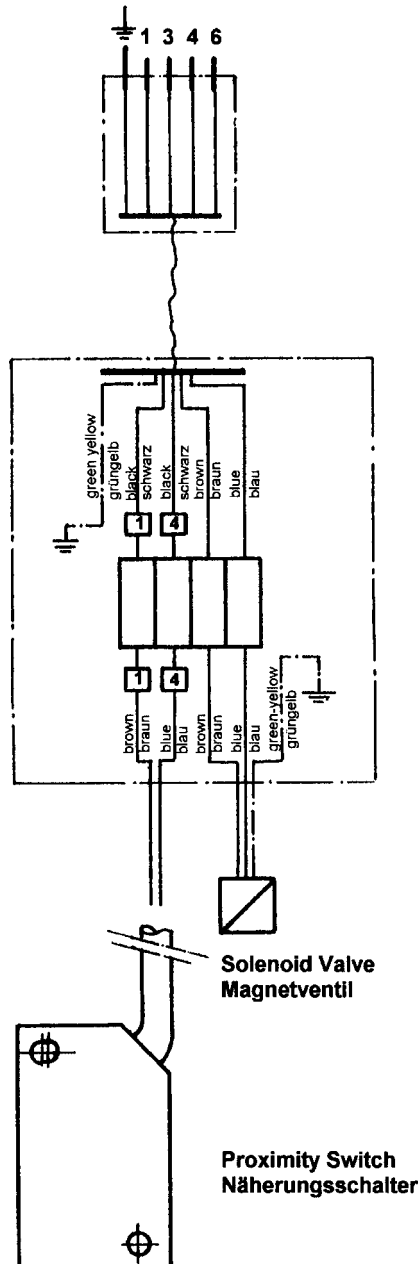 1 3 4 6
green yellow
grüngelb
black
schwarz
black
schwarz
brown
braun
blue
blau
1 4
1 4
brown
braun
blue
blau
brown
braun
blue
blau
green-yellow
grüngelb
Solenoid Valve
Magnetventil
Proximity Switch
Näherungsschalter